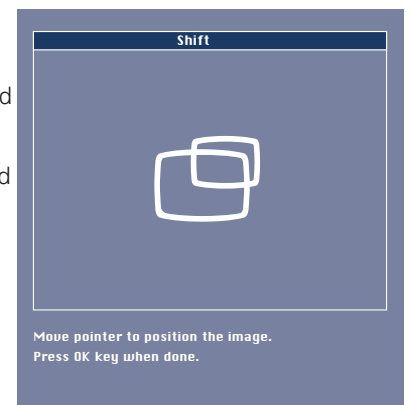 Shift
d
d
Move pointer to position the image.
Press OK key when done.